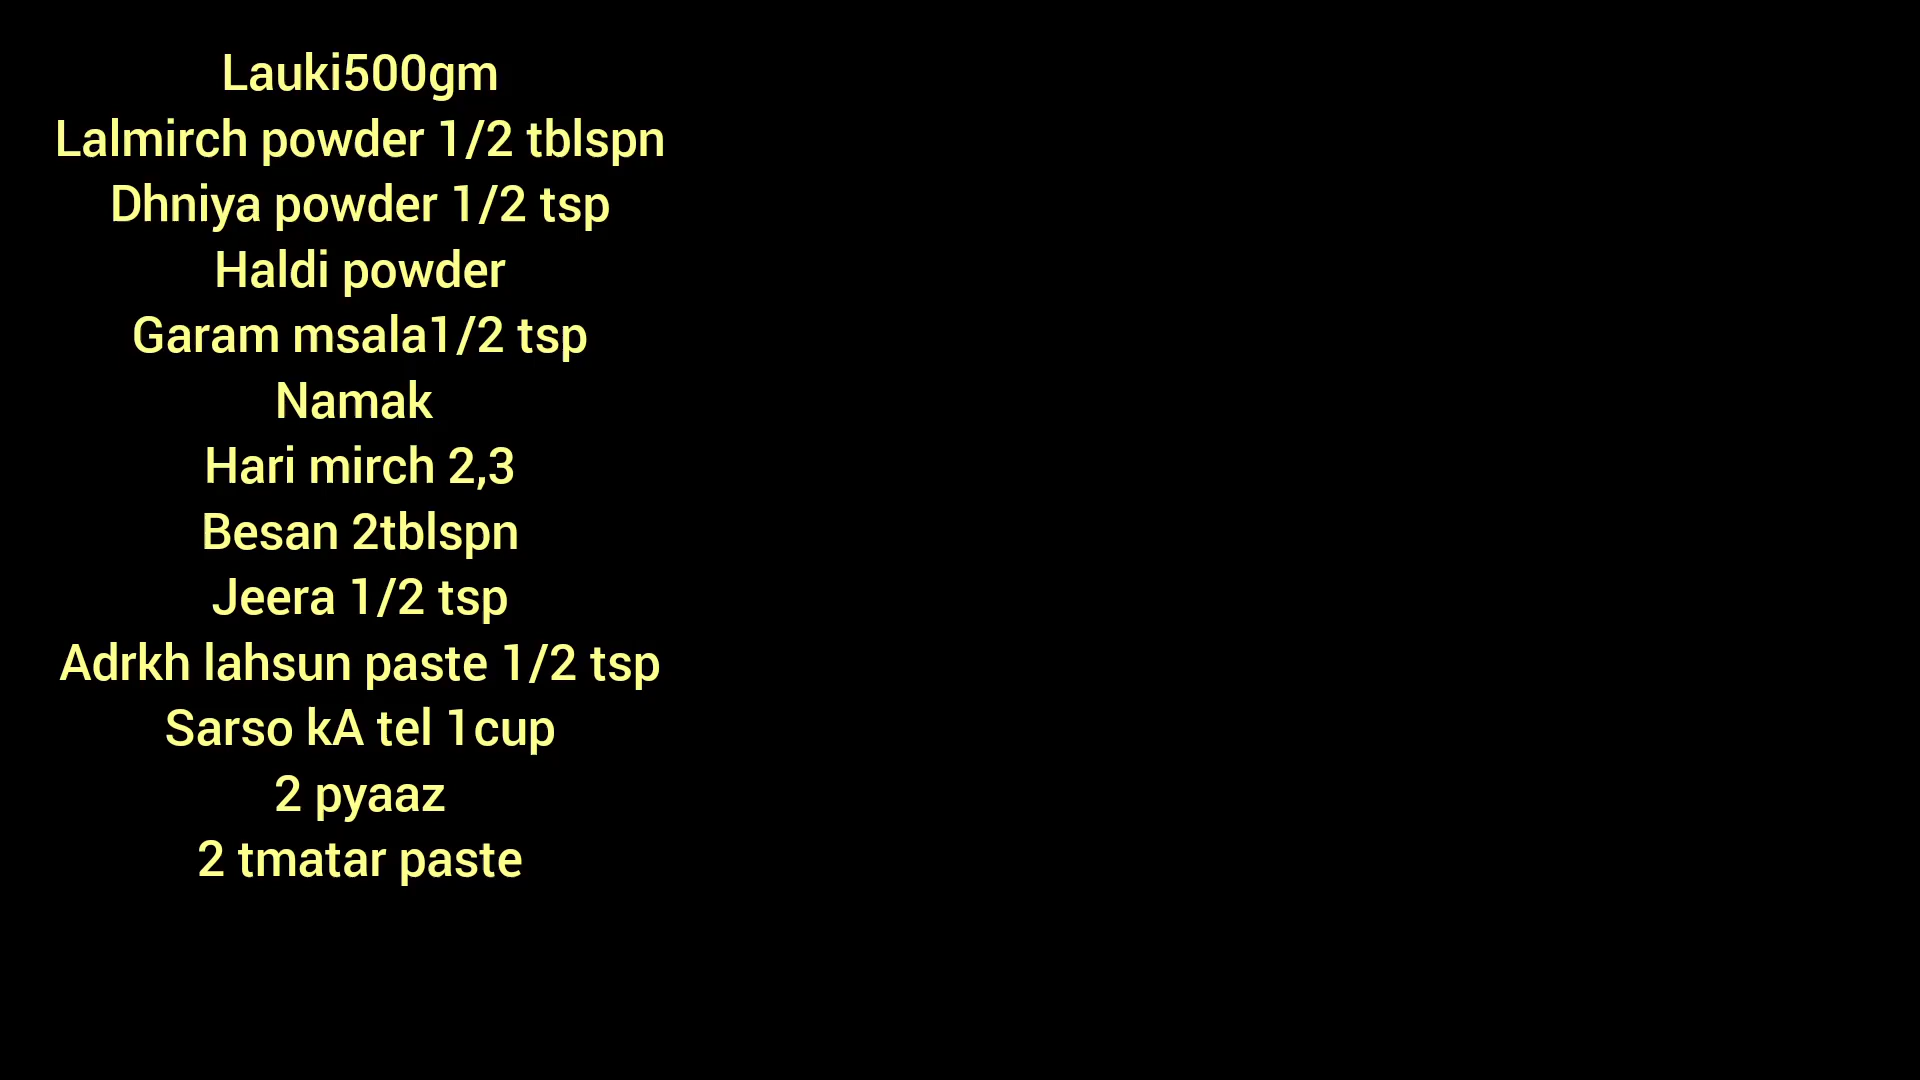 Lauki500gm
Lalmirch powder 1/2 tblspn
Dhniya powder 1/2 tsp
Haldi powder
Garam msala1/2 tsp
Namak
Hari mirch 2,3
Besan 2tblspn
Jeera 1/2 tsp
Adrkh lahsun paste 1/2 tsp
Sarso kA tel 1cup
2 pyaaz
2 tmatar paste